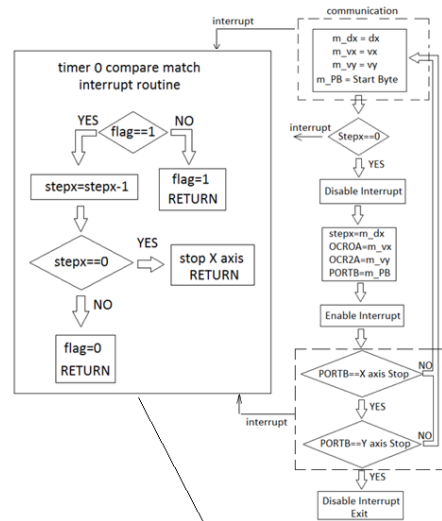 communication
interrupt
m_dx = dx
m_vx = vx
m_vy = vy
m_PB = Start Byte
timer 0 compare match
interrupt routine
YES
NO
flag==1
interrupt
Stepx==0
YES
stepx=stepx-1
flag=1
RETURN
Disable Interrupt
stepx==0
YES
stop X axis
RETURN
stepx=m_dx
OCR0A=m_vx
OCR2A=m_vy
PORTB=m_PB
NO
Enable Interrupt
flag=0
RETURN
PORTB==X axis Stop
NO
YES
interrupt
PORTB==Y axis Stop
NO
YES
Disable Interrupt
Exit